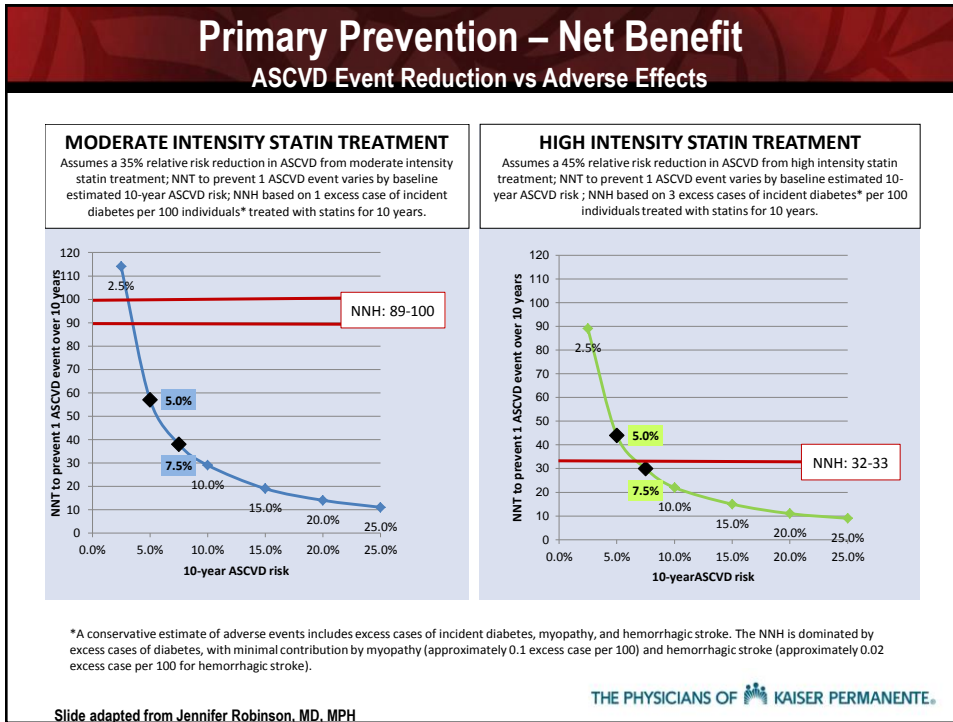 Primary Prevention – Net Benefit
ASCVD Event Reduction vs Adverse Effects
MODERATE INTENSITY STATIN TREATMENT
Assumes a 35% relative risk reduction in ASCVD from moderate intensity
statin treatment; NNT to prevent 1 ASCVD event varies by baseline
estimated 10-year ASCVD risk; NNH based on 1 excess case of incident
diabetes per 100 individuals* treated with statins for 10 years.
NNT to prevent 1 ASCVD event over 10 years
120
110
100
90
80
70
60
50
40
30
20
10
0
2.5%
5.0%
7.5%
10.0%
15.0%
20.0%
25.0%
NNH: 89-100
0.0% 5.0% 10.0% 15.0% 20.0% 25.0%
10-year ASCVD risk
HIGH INTENSITY STATIN TREATMENT
Assumes a 45% relative risk reduction in ASCVD from high intensity statin
treatment; NNT to prevent 1 ASCVD event varies by baseline estimated 10-
year ASCVD risk ; NNH based on 3 excess cases of incident diabetes* per 100
individuals treated with statins for 10 years.
NNT to prevent 1 ASCVD event over 10 years
120
110
100
90
80
70
60
50
40
30
20
10
0
2.5%
5.0%
7.5%
10.0%
15.0%
20.0%
25.0%
NNH: 32-33
0.0% 5.0% 10.0% 15.0% 20.0% 25.0%
10-yearASCVD risk
*A conservative estimate of adverse events includes excess cases of incident diabetes, myopathy, and hemorrhagic stroke. The NNH is dominated by
excess cases of diabetes, with minimal contribution by myopathy (approximately 0.1 excess case per 100) and hemorrhagic stroke (approximately 0.02
excess case per 100 for hemorrhagic stroke).
THE PHYSICIANS OF KAISER PERMANENTE®
Slide adapted from Jennifer Robinson, MD, MPH